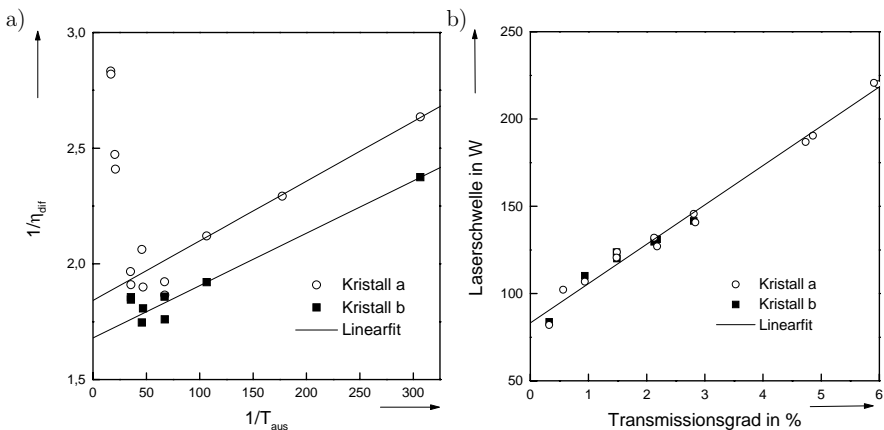 a)
3,0
2,5
2,0
1,5
1/η_dif
0 50 100 150 200 250 300
1/T_aus
Kristall a
Kristall b
Linearfit
b)
250
200
150
100
50
Laserschwelle in W
0 1 2 3 4 5 6
Transmissionsgrad in %
Kristall a
Kristall b
Linearfit